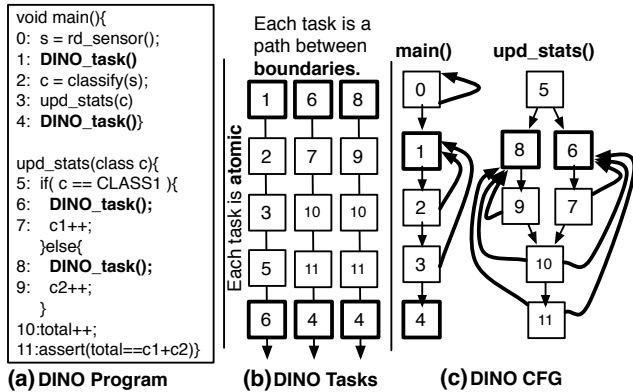 void main(){
0: s = rd_sensor();
1: DINO_task()
2: c = classify(s);
3: upd_stats(c)
4: DINO_task()}
upd_stats(class c){
5: if( c == CLASS1 ){
6: DINO_task();
7: c1++;
}else{
8: DINO_task();
9: c2++;
}
10:total++;
11:assert(total==c1+c2)}
(a) DINO Program
Each task is a
path between
boundaries.
Each task is atomic
1 6 8
2 7 9
3 10 10
5 11 11
6 4 4
(b) DINO Tasks
main()
0
1
2
3
4
upd_stats()
5
8 6
9 7
10
11
(c) DINO CFG